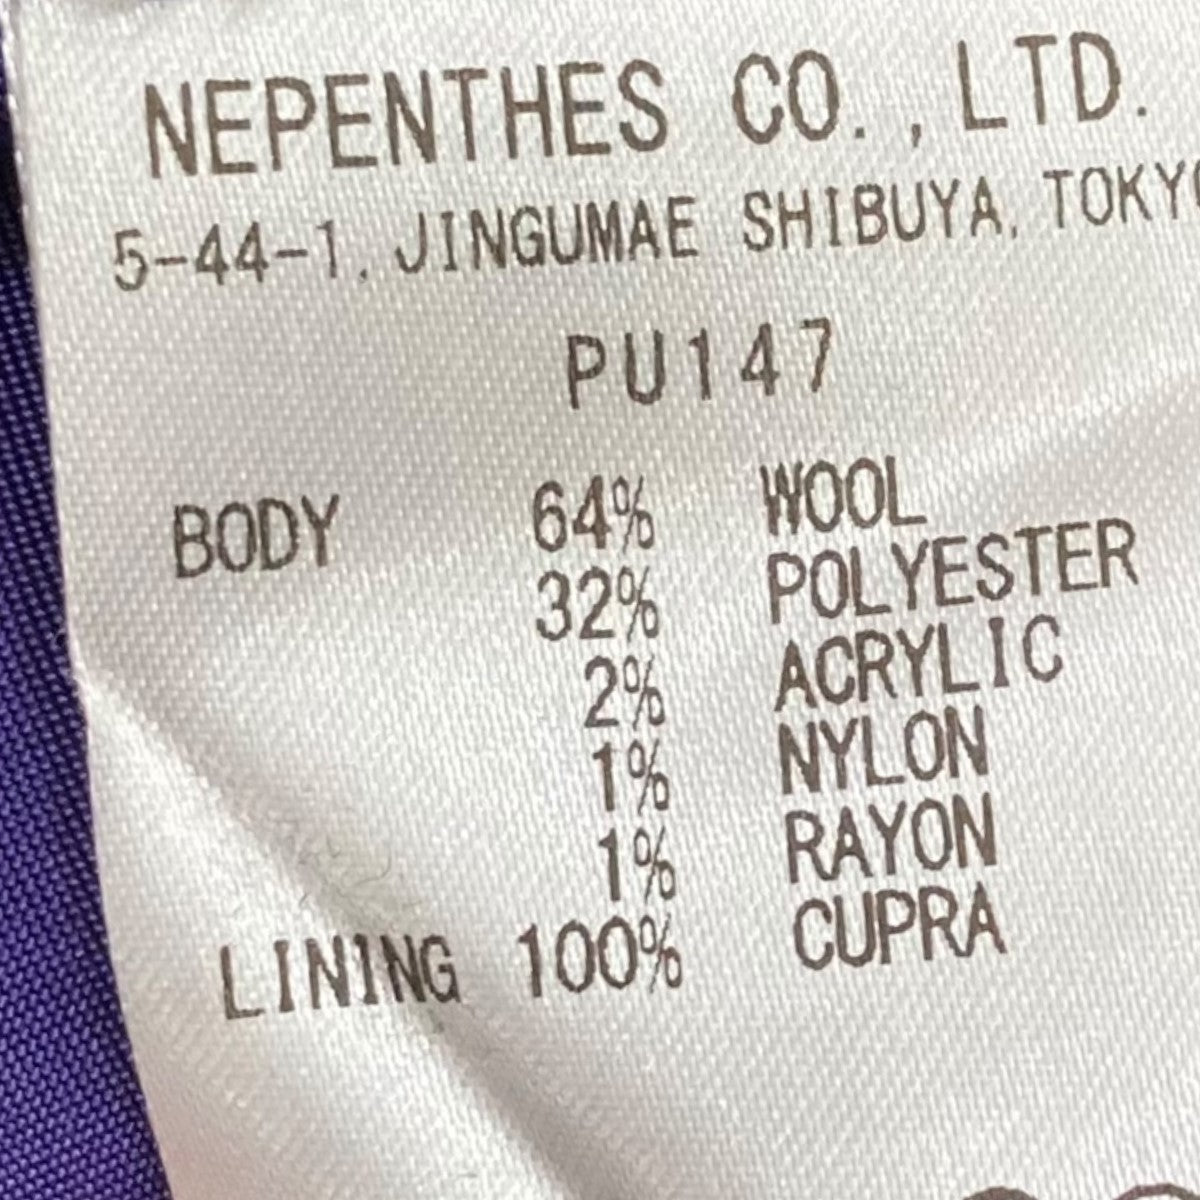 NEPENTHES CO., LTD.
5-44-1, JINGUMAE SHIBUYA, TOKYO
PU147
BODY 64% WOOL
32% POLYESTER
2% ACRYLIC
1% NYLON
1% RAYON
LINING 100% CUPRA